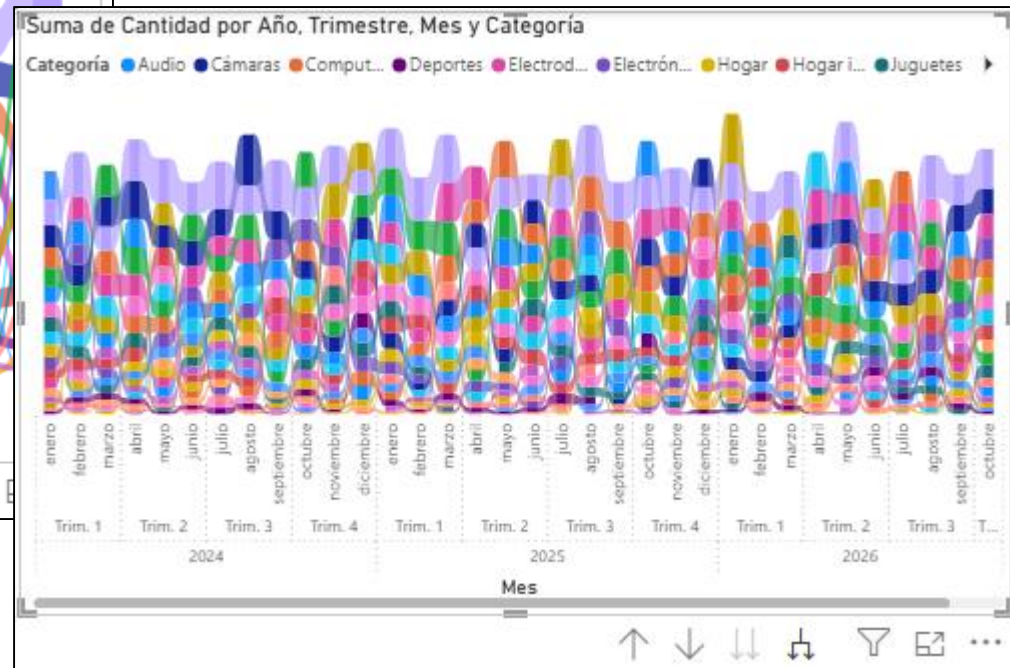 Suma de Cantidad por Año, Trimestre, Mes y Categoría
Categoría Audio Cámaras Comput... Deportes Electrod... Electrón... Hogar Hogar i... Juguetes
enero febrero marzo abril mayo junio julio agosto septiembre octubre noviembre diciembre enero febrero marzo abril mayo junio julio agosto septiembre octubre noviembre diciembre enero febrero marzo abril mayo junio julio agosto septiembre octubre
Trim. 1 Trim. 2 Trim. 3 Trim. 4 Trim. 1 Trim. 2 Trim. 3 Trim. 4 Trim. 1 Trim. 2 Trim. 3 T...
2024 2025 2026
Mes